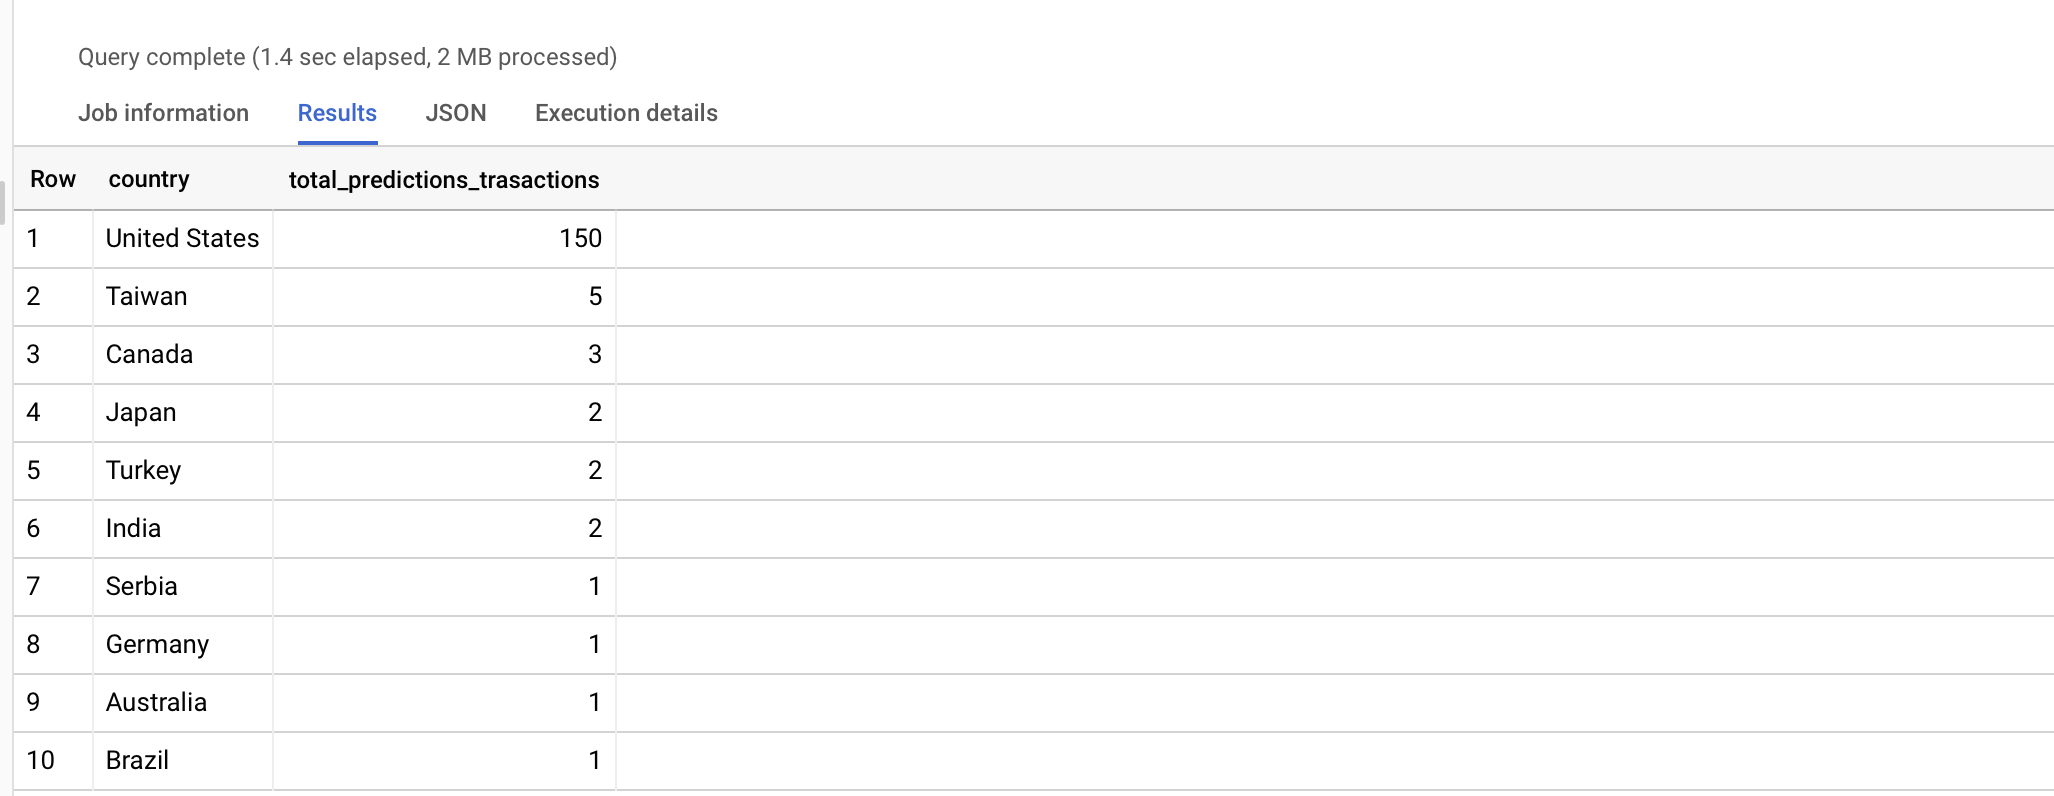 Query complete (1.4 sec elapsed, 2 MB processed)
Job information Results JSON Execution details
Row country total_predictions_trasactions
1 United States 150
2 Taiwan 5
3 Canada 3
4 Japan 2
5 Turkey 2
6 India 2
7 Serbia 1
8 Germany 1
9 Australia 1
10 Brazil 1